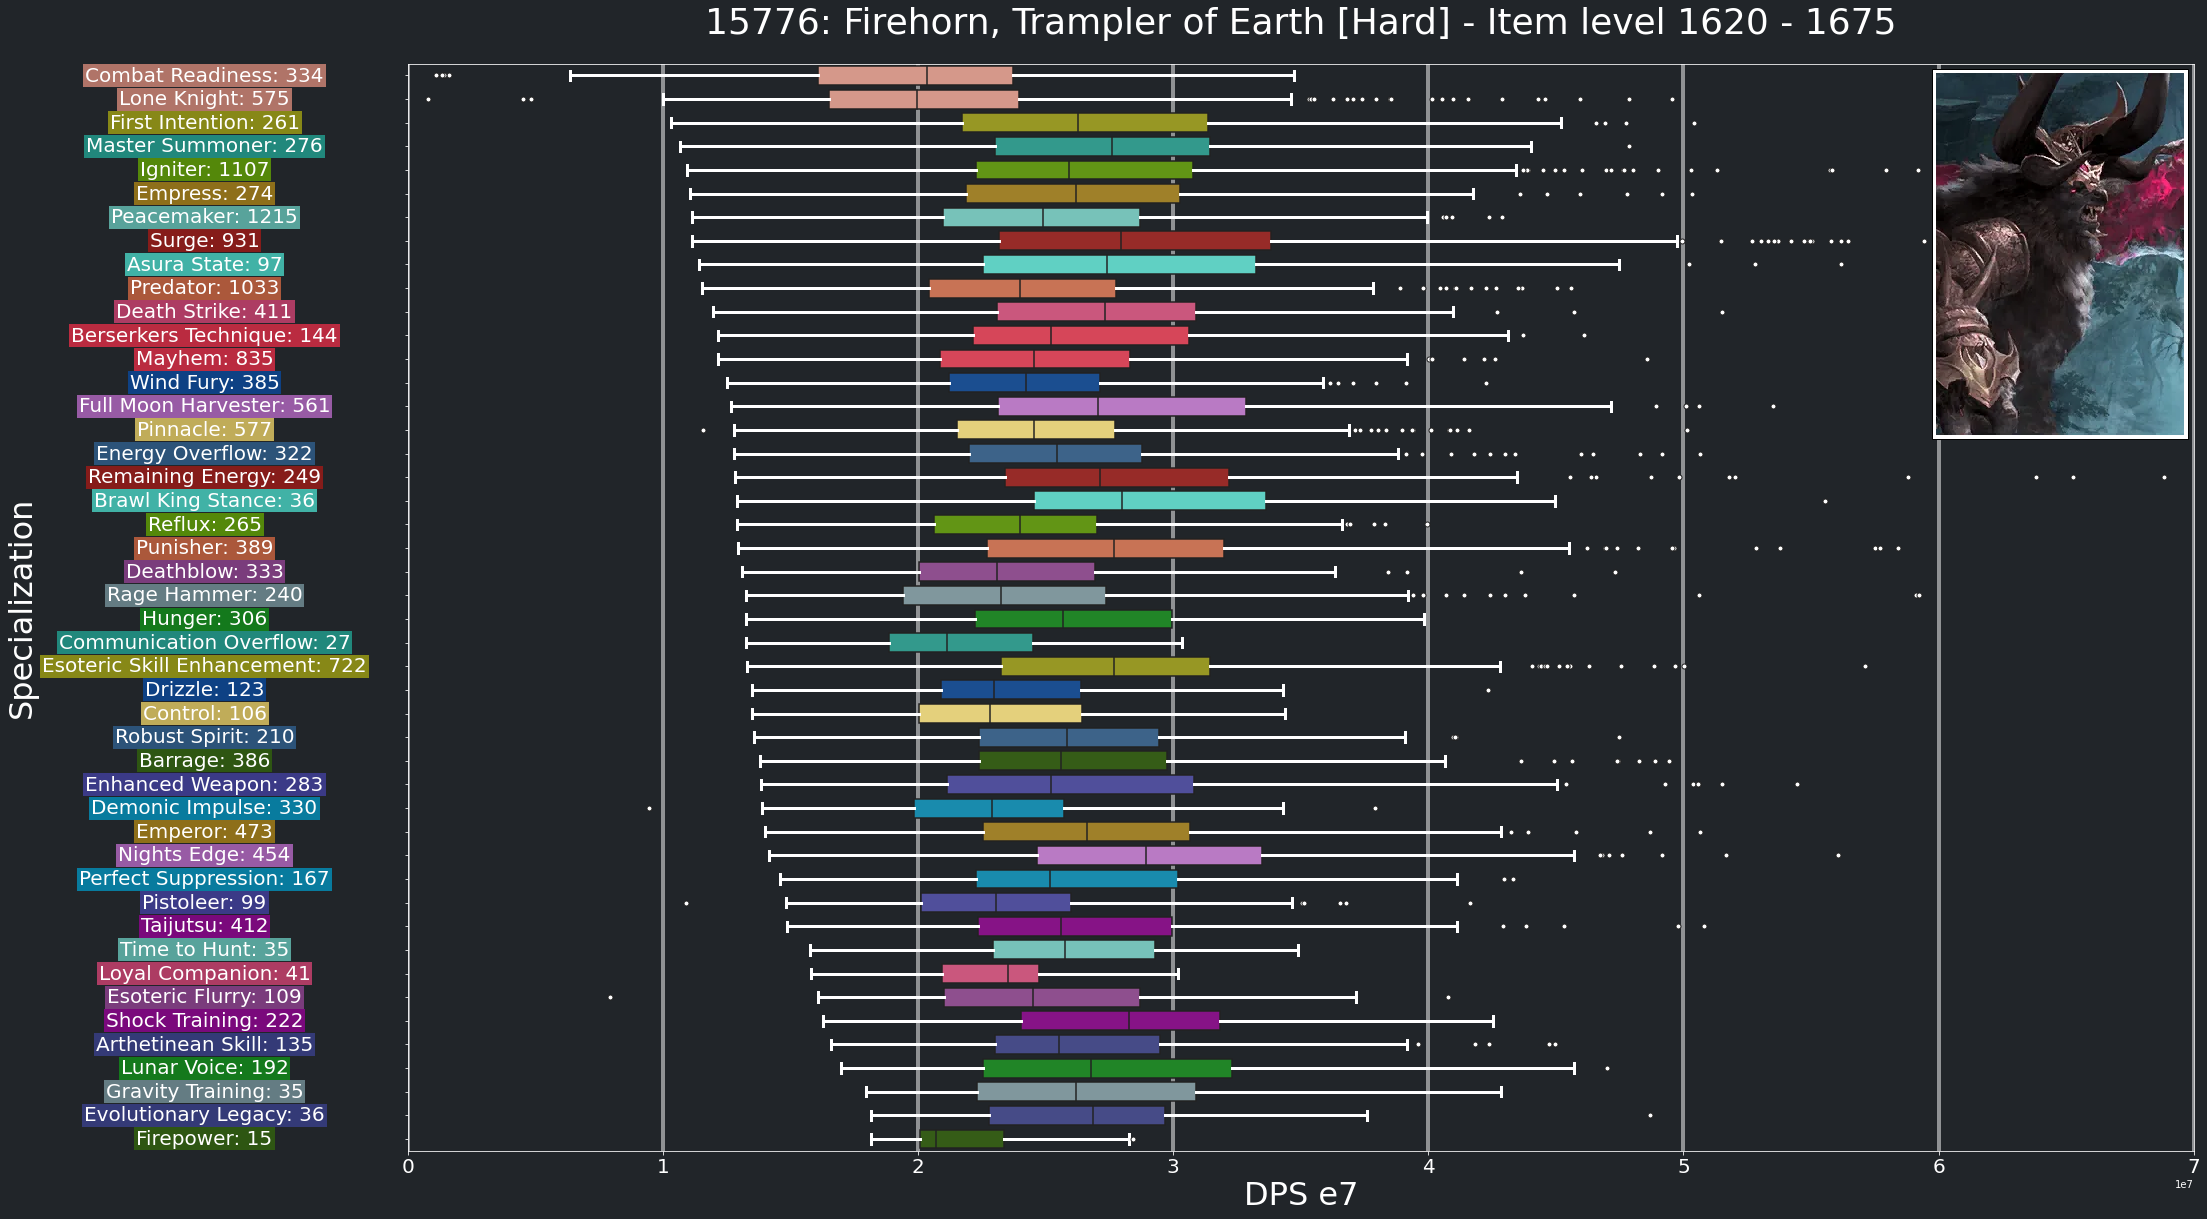 15776: Firehorn, Trampler of Earth [Hard] - Item level 1620 - 1675
Specialization
Combat Readiness: 334
Lone Knight: 575
First Intention: 261
Master Summoner: 276
Igniter: 1107
Empress: 274
Peacemaker: 1215
Surge: 931
Asura State: 97
Predator: 1033
Death Strike: 411
Berserkers Technique: 144
Mayhem: 835
Wind Fury: 385
Full Moon Harvester: 561
Pinnacle: 577
Energy Overflow: 322
Remaining Energy: 249
Brawl King Stance: 36
Reflux: 265
Punisher: 389
Deathblow: 333
Rage Hammer: 240
Hunger: 306
Communication Overflow: 27
Esoteric Skill Enhancement: 722
Drizzle: 123
Control: 106
Robust Spirit: 210
Barrage: 386
Enhanced Weapon: 283
Demonic Impulse: 330
Emperor: 473
Nights Edge: 454
Perfect Suppression: 167
Pistoleer: 99
Taijutsu: 412
Time to Hunt: 35
Loyal Companion: 41
Esoteric Flurry: 109
Shock Training: 222
Arthetinean Skill: 135
Lunar Voice: 192
Gravity Training: 35
Evolutionary Legacy: 36
Firepower: 15
0 1 2 3 4 5 6 7
1e7
DPS e7